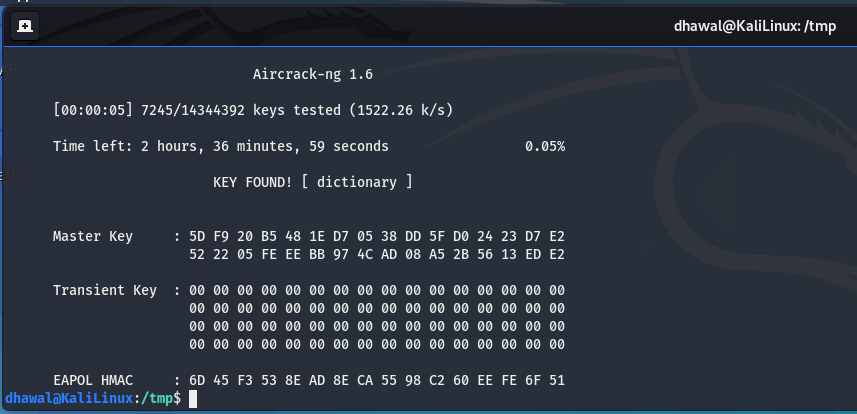 dhawal@KaliLinux: /tmp
Aircrack-ng 1.6
[00:00:05] 7245/14344392 keys tested (1522.26 k/s)
Time left: 2 hours, 36 minutes, 59 seconds 0.05%
KEY FOUND! [ dictionary ]
Master Key : 5D F9 20 B5 48 1E D7 05 38 DD 5F D0 24 23 D7 E2
52 22 05 FE EE BB 97 4C AD 08 A5 2B 56 13 ED E2
Transient Key : 00 00 00 00 00 00 00 00 00 00 00 00 00 00 00 00
00 00 00 00 00 00 00 00 00 00 00 00 00 00 00 00
00 00 00 00 00 00 00 00 00 00 00 00 00 00 00 00
00 00 00 00 00 00 00 00 00 00 00 00 00 00 00 00
EAPOL HMAC : 6D 45 F3 53 8E AD 8E CA 55 98 C2 60 EE FE 6F 51
dhawal@KaliLinux:/tmp$